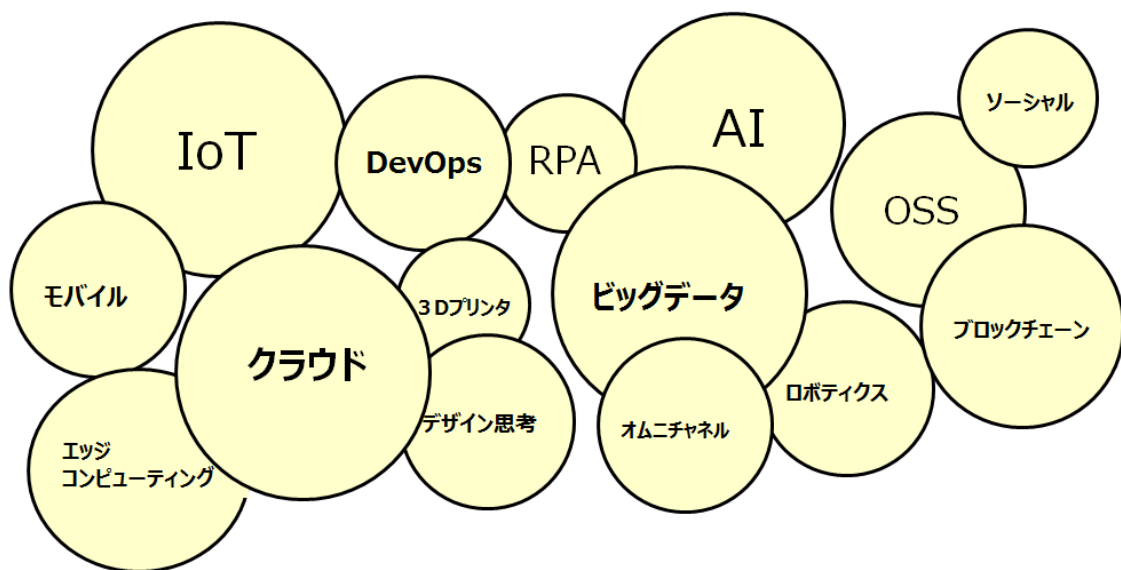 IoT
DevOps
RPA
AI
ソーシャル
OSS
モバイル
3Dプリンタ
ビッグデータ
ブロックチェーン
クラウド
デザイン思考
オムニチャネル
ロボティクス
エッジ
コンピューティング